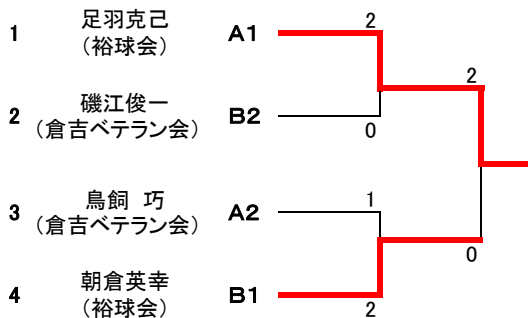 1 足羽克己 A1 2
（裕球会）
2
2 磯江俊一 B2
（倉吉ベテラン会）
0
3 鳥飼 巧 A2 1
（倉吉ベテラン会）
0
4 朝倉英幸 B1
（裕球会） 2